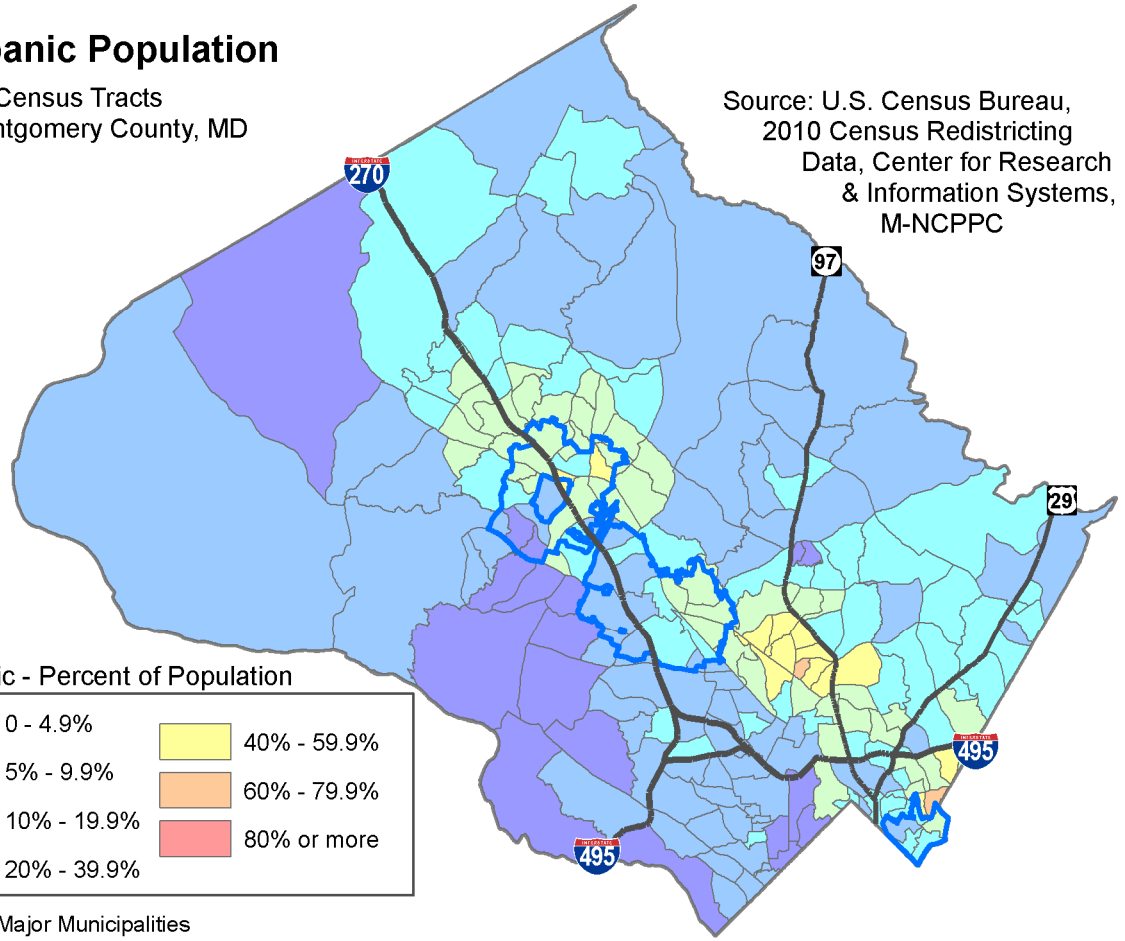 panic Population
Census Tracts
ntgomery County, MD
Source: U.S. Census Bureau,
2010 Census Redistricting
Data, Center for Research
& Information Systems,
M-NCPPC
INTERSTATE
270
97
29
ic - Percent of Population
0 - 4.9%
5% - 9.9%
10% - 19.9%
20% - 39.9%
40% - 59.9%
60% - 79.9%
80% or more
INTERSTATE
495
INTERSTATE
495
Major Municipalities